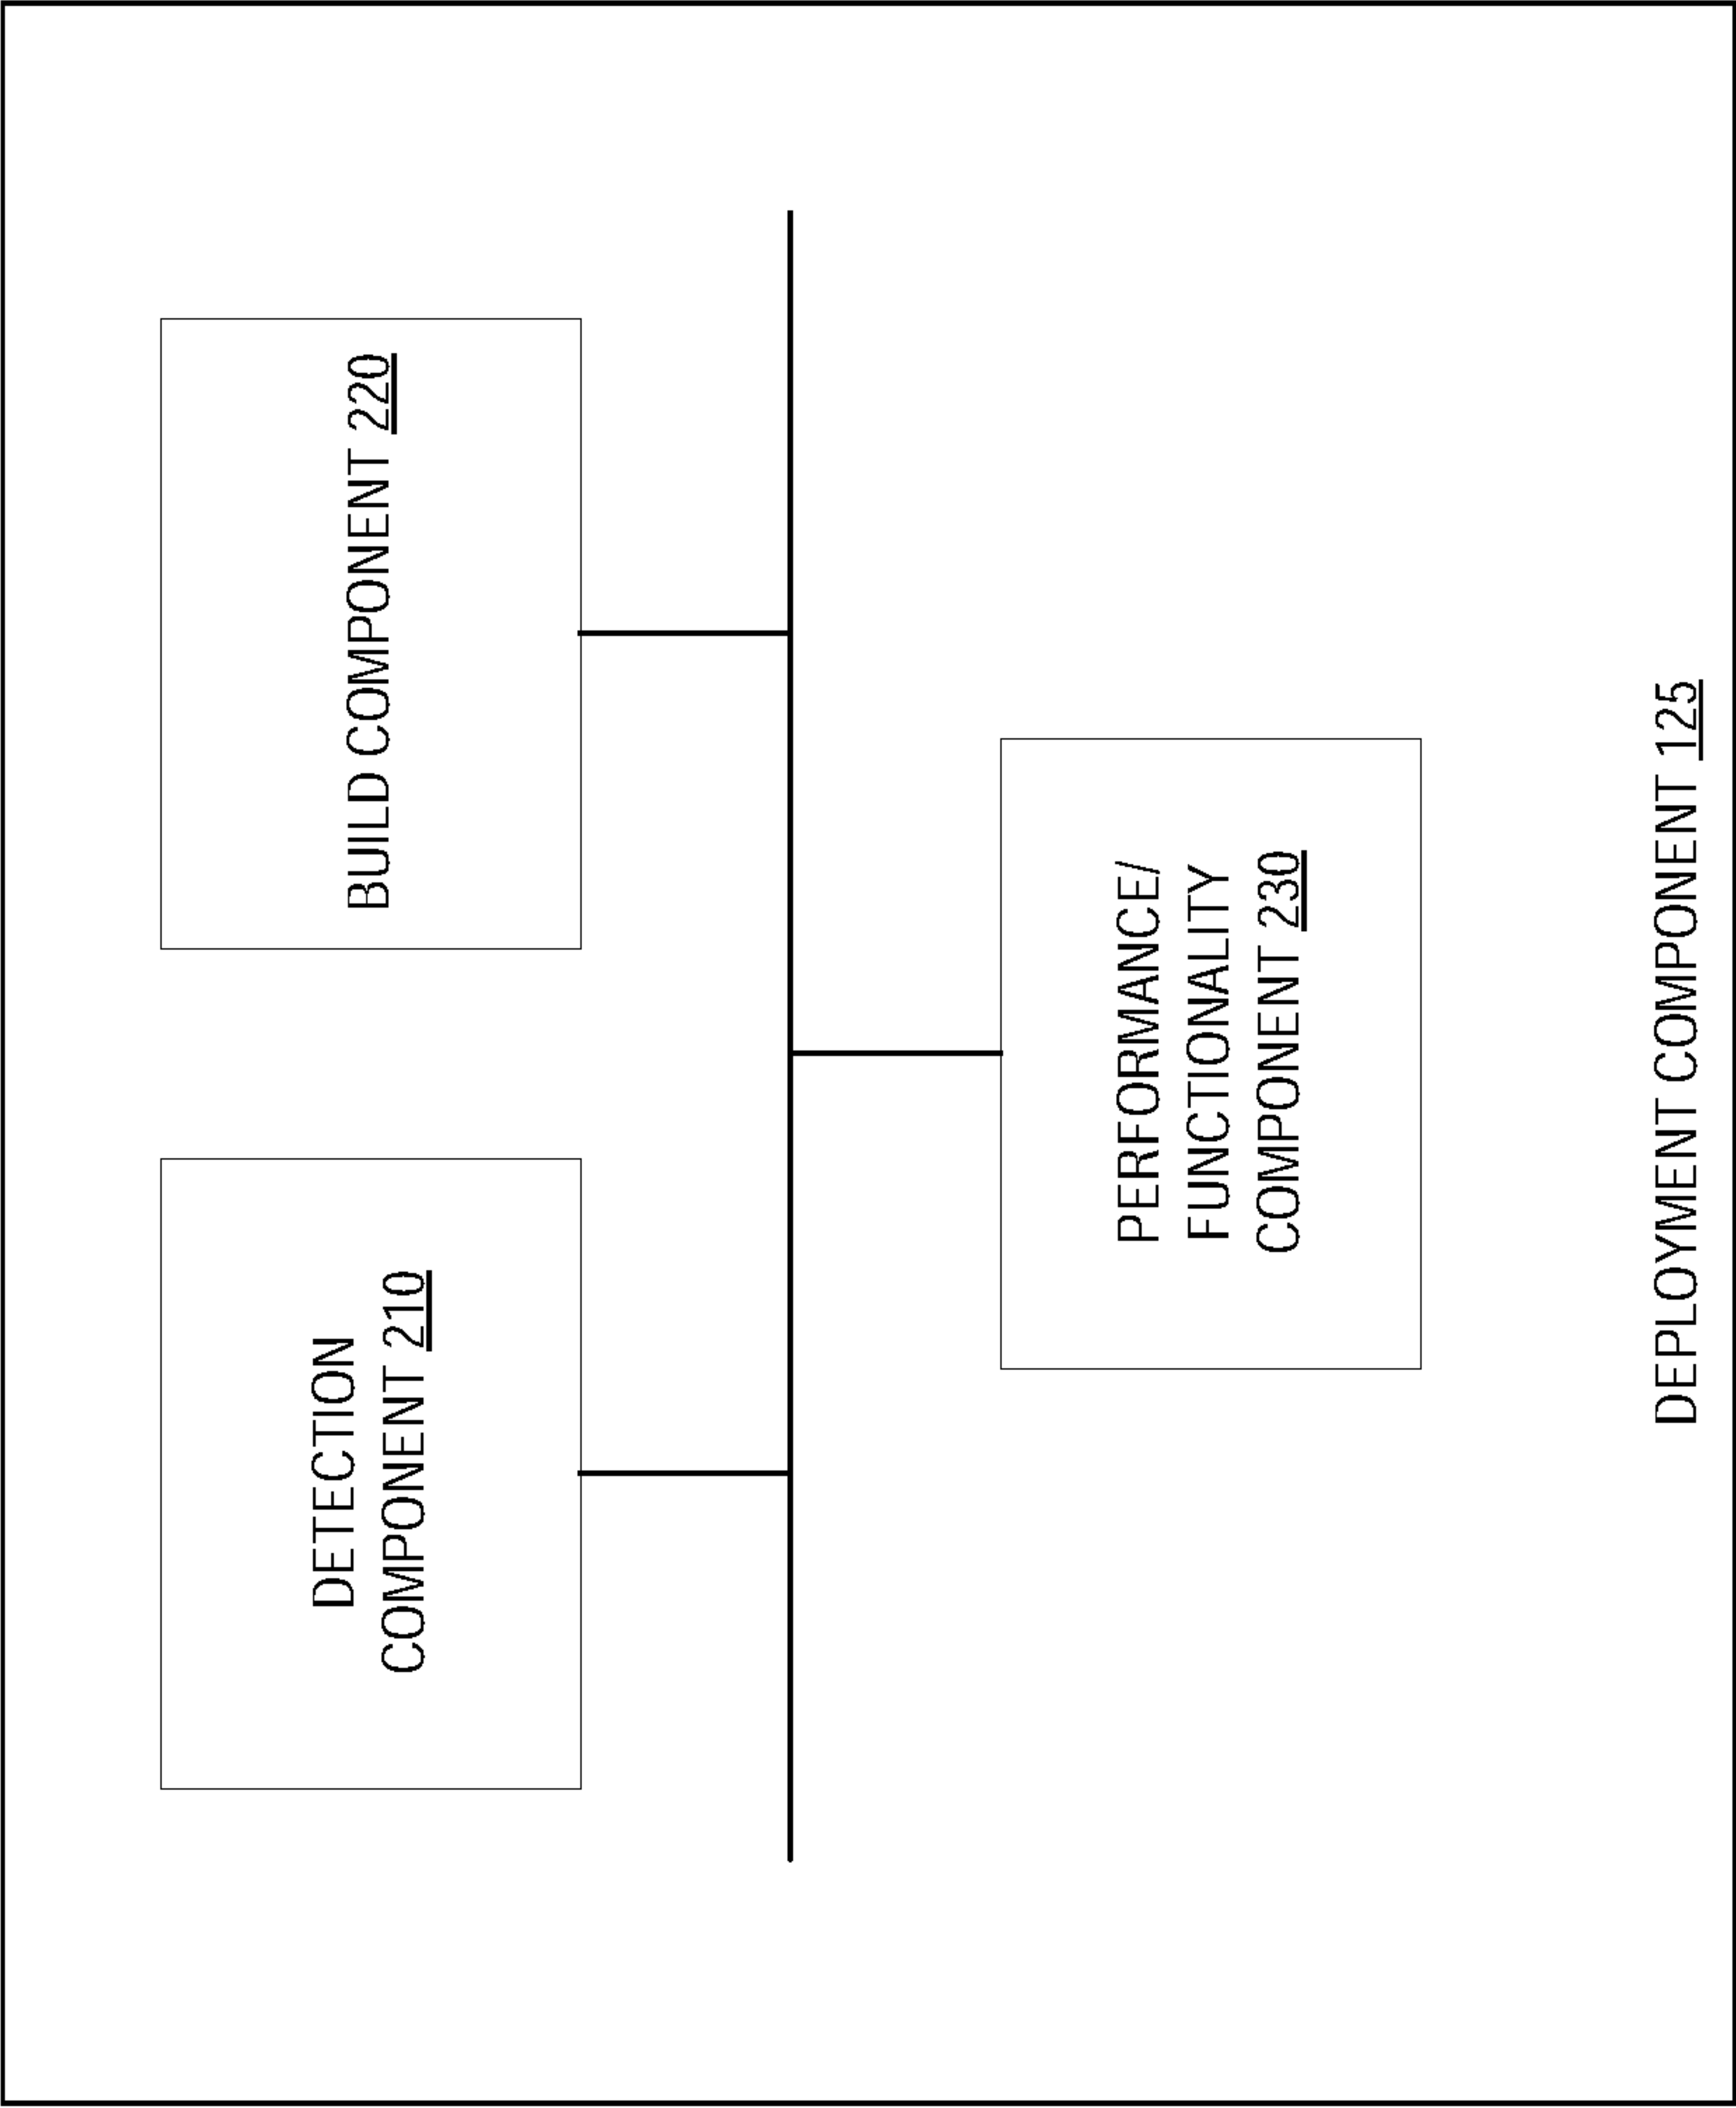 DETECTION
COMPONENT 210
BUILD COMPONENT 220
PERFORMANCE/
FUNCTIONALITY
COMPONENT 230
DEPLOYMENT COMPONENT 125